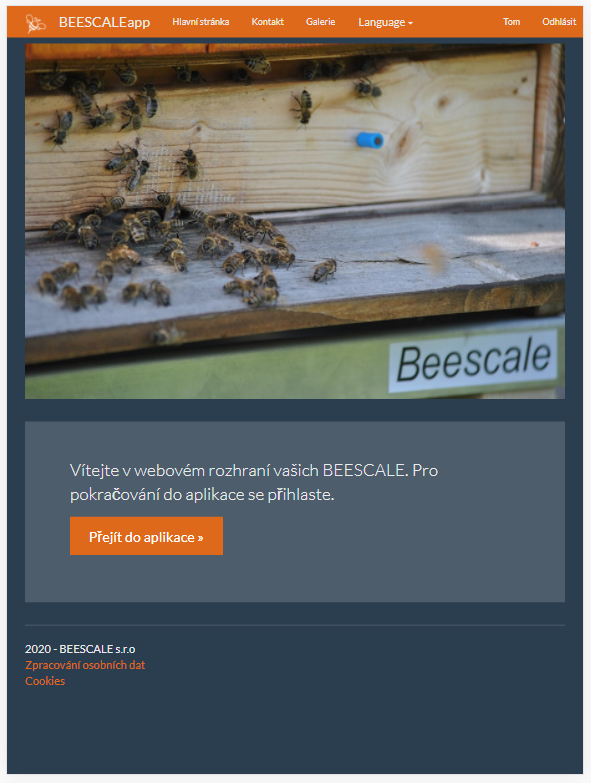 BEESCALEapp Hlavní stránka Kontakt Galerie Language Tom Odhlásit
Beescale
Vítejte v webovém rozhraní vašich BEESCALE. Pro
pokračování do aplikace se přihlaste.
Přejít do aplikace »
2020 - BEESCALE s.r.o
Zpracování osobních dat
Cookies